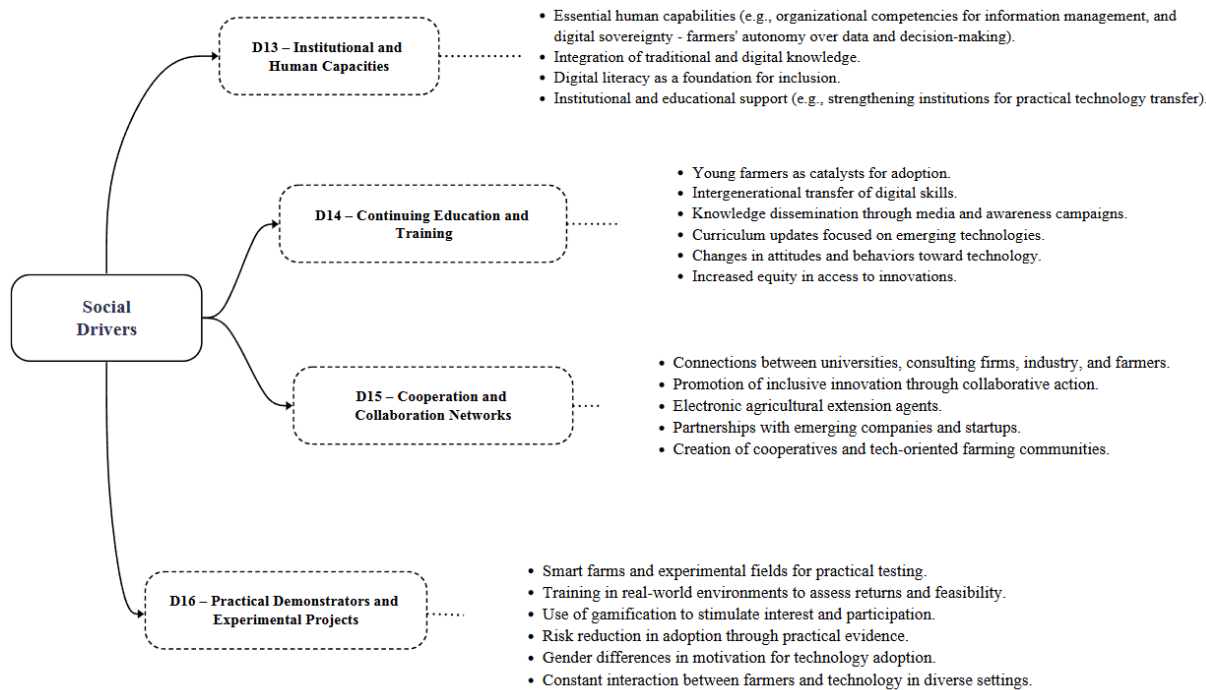 Social
Drivers
D13 – Institutional and
Human Capacities
• Essential human capabilities (e.g., organizational competencies for information management, and
digital sovereignty - farmers' autonomy over data and decision-making).
• Integration of traditional and digital knowledge.
• Digital literacy as a foundation for inclusion.
• Institutional and educational support (e.g., strengthening institutions for practical technology transfer).
D14 – Continuing Education and
Training
• Young farmers as catalysts for adoption.
• Intergenerational transfer of digital skills.
• Knowledge dissemination through media and awareness campaigns.
• Curriculum updates focused on emerging technologies.
• Changes in attitudes and behaviors toward technology.
• Increased equity in access to innovations.
D15 – Cooperation and
Collaboration Networks
• Connections between universities, consulting firms, industry, and farmers.
• Promotion of inclusive innovation through collaborative action.
• Electronic agricultural extension agents.
• Partnerships with emerging companies and startups.
• Creation of cooperatives and tech-oriented farming communities.
D16 – Practical Demonstrators and
Experimental Projects
• Smart farms and experimental fields for practical testing.
• Training in real-world environments to assess returns and feasibility.
• Use of gamification to stimulate interest and participation.
• Risk reduction in adoption through practical evidence.
• Gender differences in motivation for technology adoption.
• Constant interaction between farmers and technology in diverse settings.